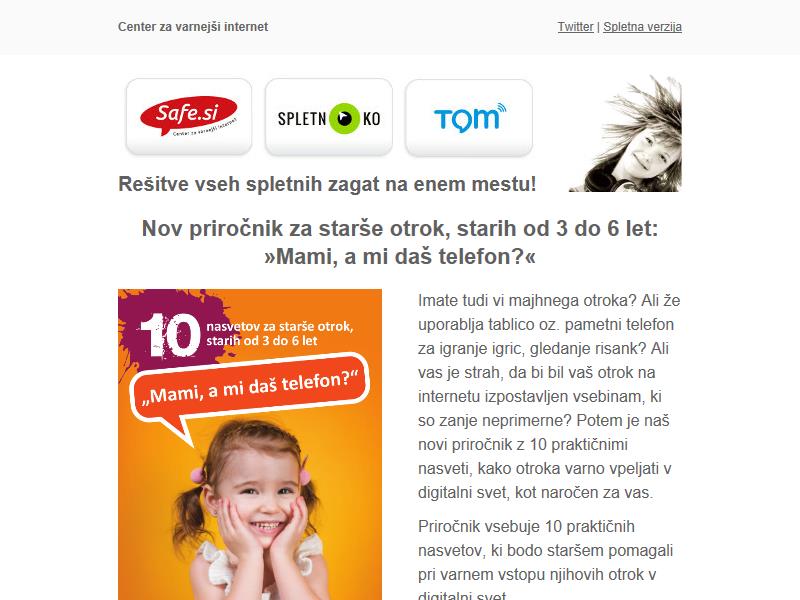 Center za varnejši internet
Twitter | Spletna verzija
Safe.si
Center za varnejši internet
SPLETNO KO
TOM
Rešitve vseh spletnih zagat na enem mestu!
Nov priročnik za starše otrok, starih od 3 do 6 let:
»Mami, a mi daš telefon?«
10 nasvetov za starše otrok,
starih od 3 do 6 let
„Mami, a mi daš telefon?“
Imate tudi vi majhnega otroka? Ali že
uporablja tablico oz. pametni telefon
za igranje igric, gledanje risank? Ali
vas je strah, da bi bil vaš otrok na
internetu izpostavljen vsebinam, ki
so zanje neprimerne? Potem je naš
novi priročnik z 10 praktičnimi
nasveti, kako otroka varno vpeljati v
digitalni svet, kot naročen za vas.
Priročnik vsebuje 10 praktičnih
nasvetov, ki bodo staršem pomagali
pri varnem vstopu njihovih otrok v
digitalni svet.